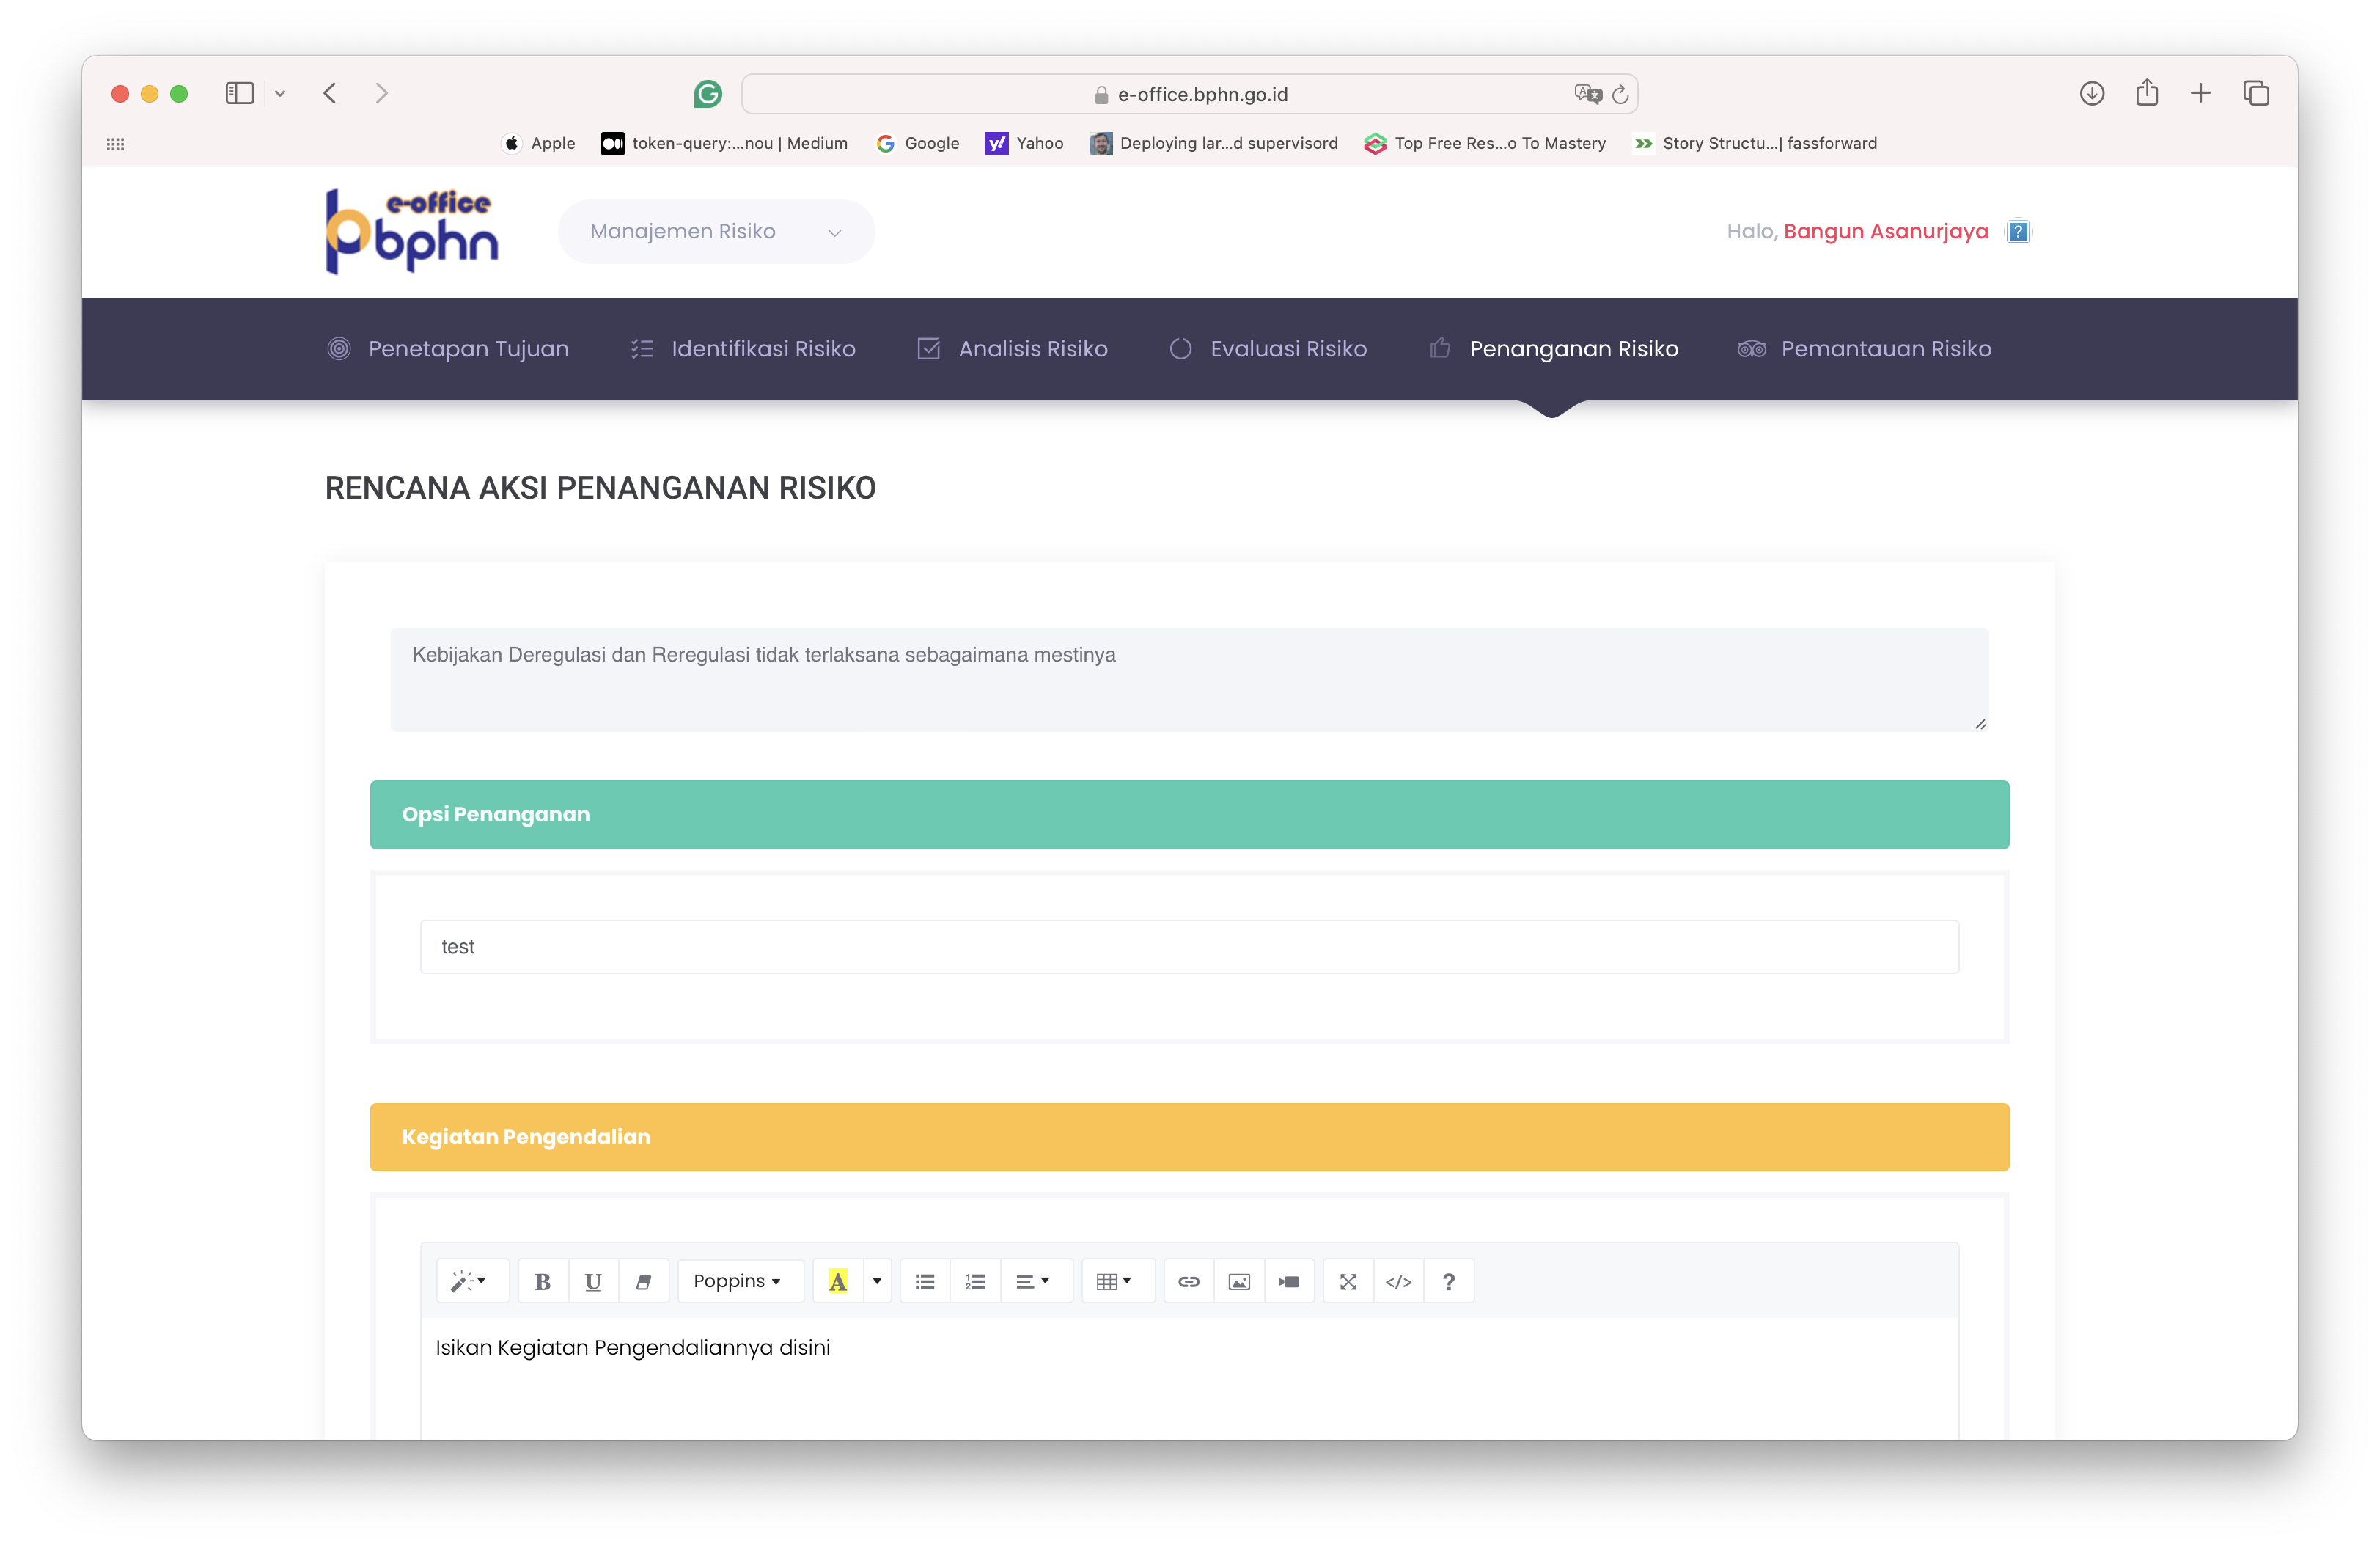 e-office.bphn.go.id
Apple
token-query:...nou | Medium
Google
Yahoo
Deploying lar...d supervisord
Top Free Res...o To Mastery
Story Structu...| fassforward
e-office
bphn
Manajemen Risiko
Halo, Bangun Asanurjaya
Penetapan Tujuan
Identifikasi Risiko
Analisis Risiko
Evaluasi Risiko
Penanganan Risiko
Pemantauan Risiko
RENCANA AKSI PENANGANAN RISIKO
Kebijakan Deregulasi dan Reregulasi tidak terlaksana sebagaimana mestinya
Opsi Penanganan
test
Kegiatan Pengendalian
B U Poppins A </> ?
Isikan Kegiatan Pengendaliannya disini